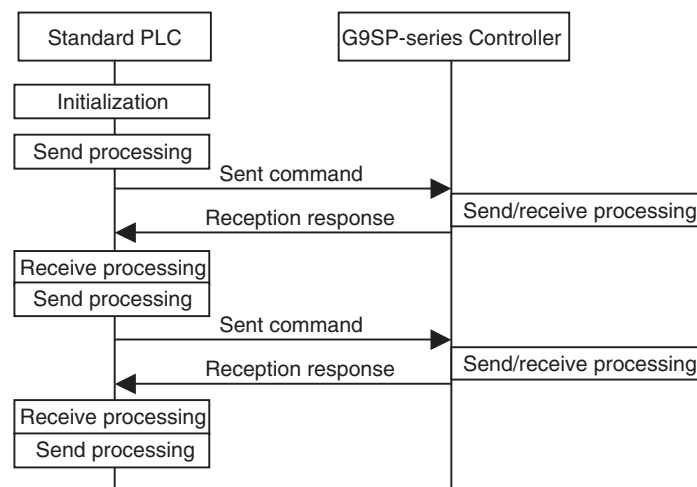 Standard PLC
G9SP-series Controller
Initialization
Send processing
Sent command
Send/receive processing
Reception response
Receive processing
Send processing
Sent command
Send/receive processing
Reception response
Receive processing
Send processing